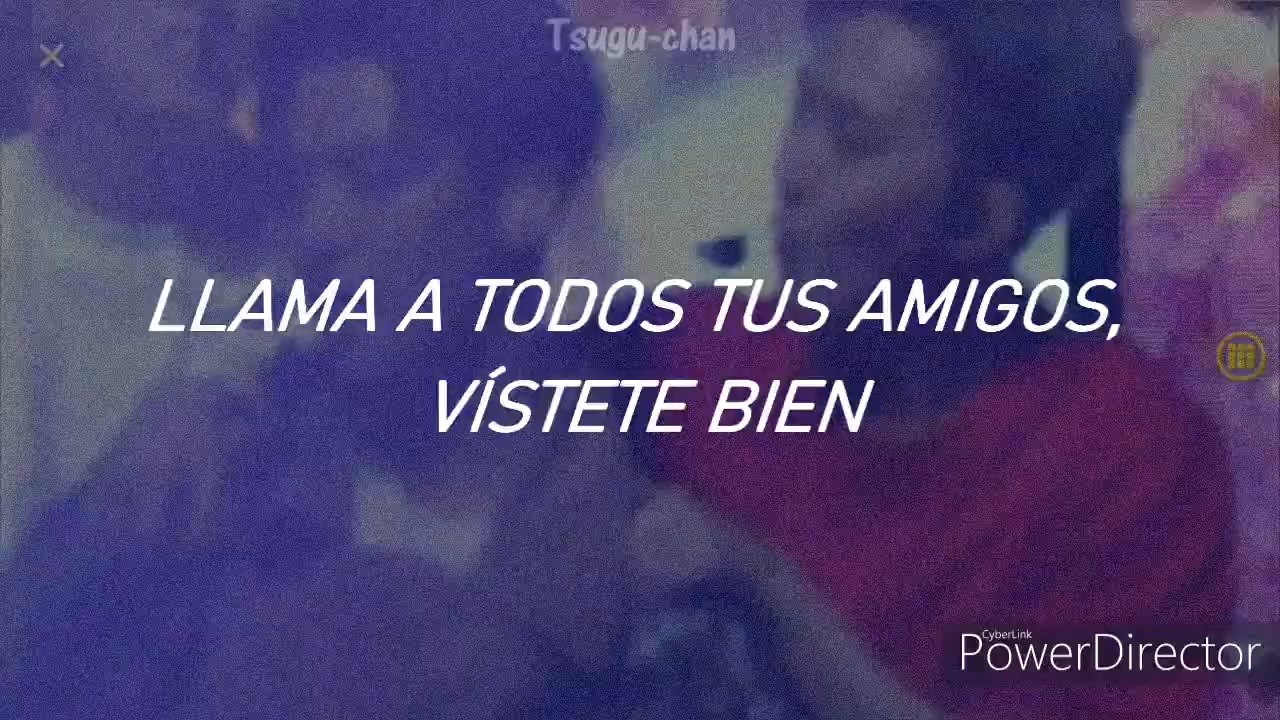 Tsugu-chan
LLAMA A TODOS TUS AMIGOS,
VÍSTETE BIEN
CyberLink
PowerDirector